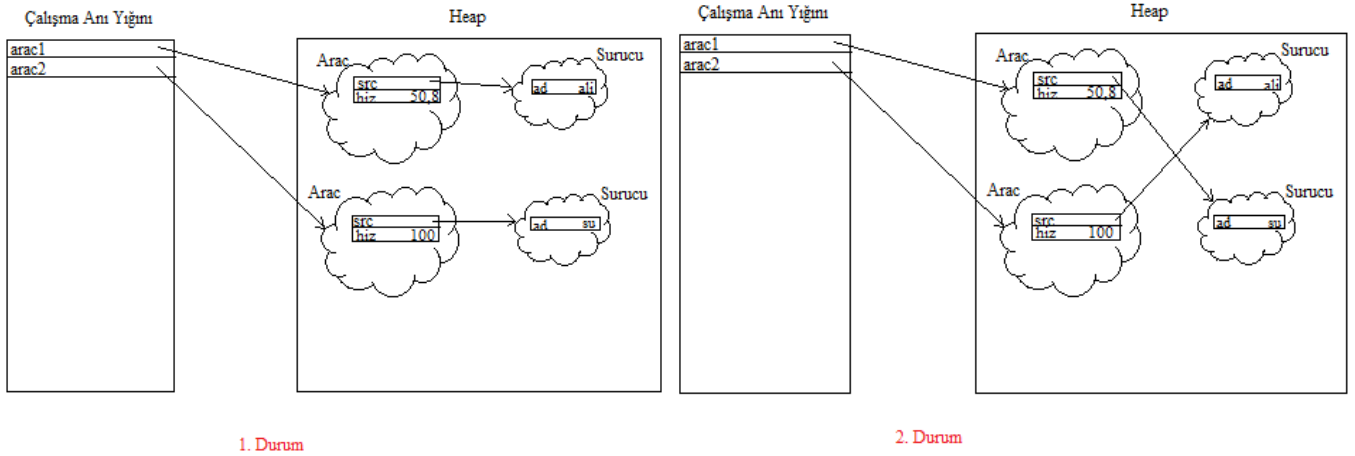 Çalışma Anı Yığını
Heap
arac1
arac2
Arac
src
hiz 50,8
Surucu
ad ali
Arac
src
hiz 100
Surucu
ad su
1. Durum
Çalışma Anı Yığını
Heap
arac1
arac2
Arac
src
hiz 50,8
Surucu
ad ali
Arac
src
hiz 100
Surucu
ad su
2. Durum